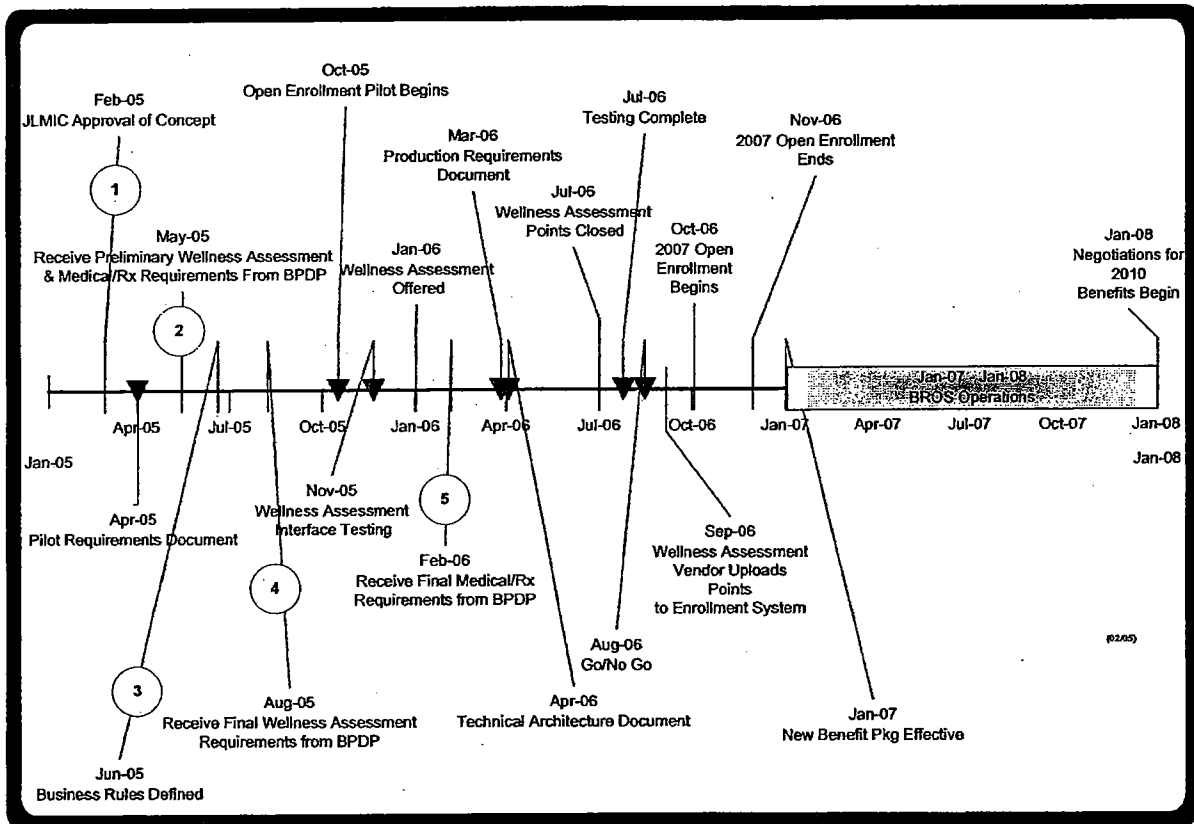 Oct-05
Open Enrollment Pilot Begins
Feb-05
JLMIC Approval of Concept
1
Jul-06
Testing Complete
Nov-06
2007 Open Enrollment
Ends
Mar-06
Production Requirements
Document
Jul-06
Wellness Assessment
Points Closed
May-05
Receive Preliminary Wellness Assessment
& Medical/Rx Requirements From BPDP
2
Jan-06
Wellness Assessment
Offered
Oct-06
2007 Open
Enrollment
Begins
Jan-08
Negotiations for
2010
Benefits Begin
Jan-07 - Jan-08
BROS Operations
Apr-05
Jul-05
Oct-05
Jan-06
Apr-06
Jul-06
Oct-06
Jan-07
Apr-07
Jul-07
Oct-07
Jan-08
Jan-05
Jan-08
Apr-05
Pilot Requirements Document
Nov-05
Wellness Assessment
Interface Testing
5
Feb-06
Receive Final Medical/Rx
Requirements from BPDP
Sep-06
Wellness Assessment
Vendor Uploads
Points
to Enrollment System
4
Aug-06
Go/No Go
(02/05)
3
Aug-05
Receive Final Wellness Assessment
Requirements from BPDP
Apr-06
Technical Architecture Document
Jan-07
New Benefit Pkg Effective
Jun-05
Business Rules Defined